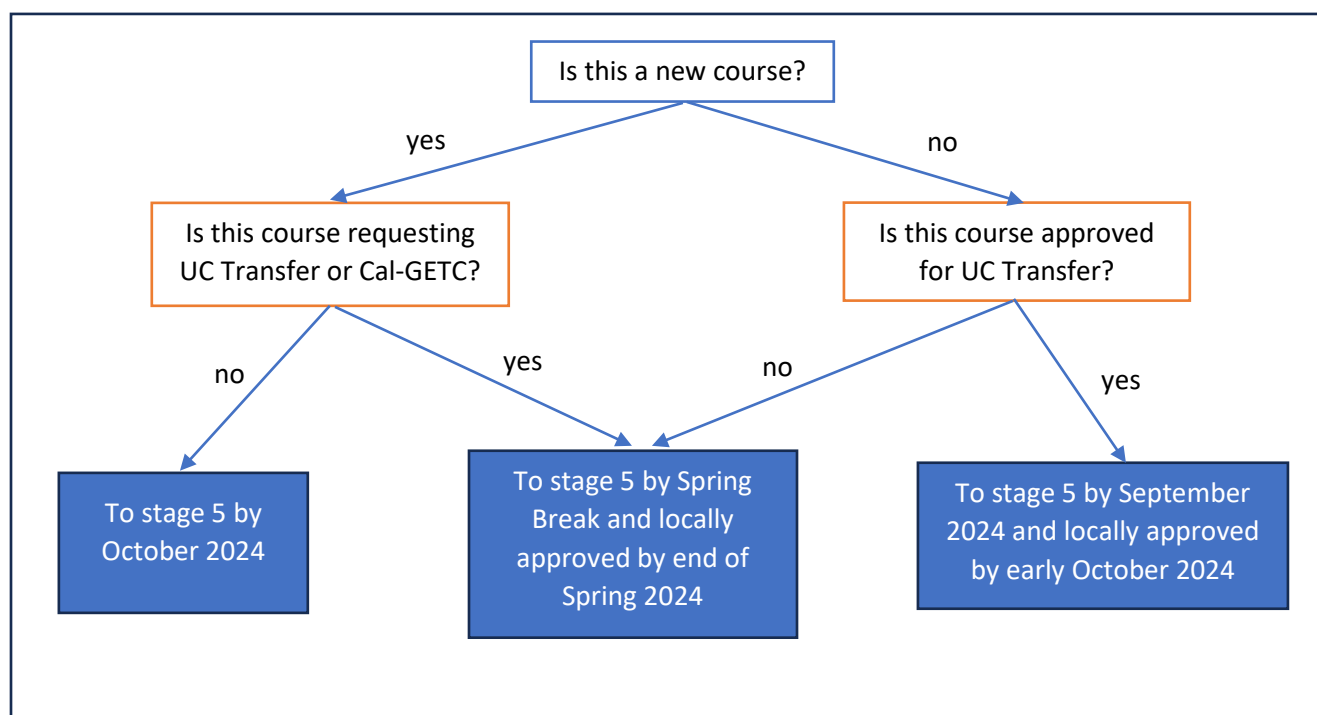 Is this a new course?
yes
no
Is this course requesting
UC Transfer or Cal-GETC?
Is this course approved
for UC Transfer?
no
yes
no
yes
To stage 5 by
October 2024
To stage 5 by Spring
Break and locally
approved by end of
Spring 2024
To stage 5 by September
2024 and locally approved
by early October 2024